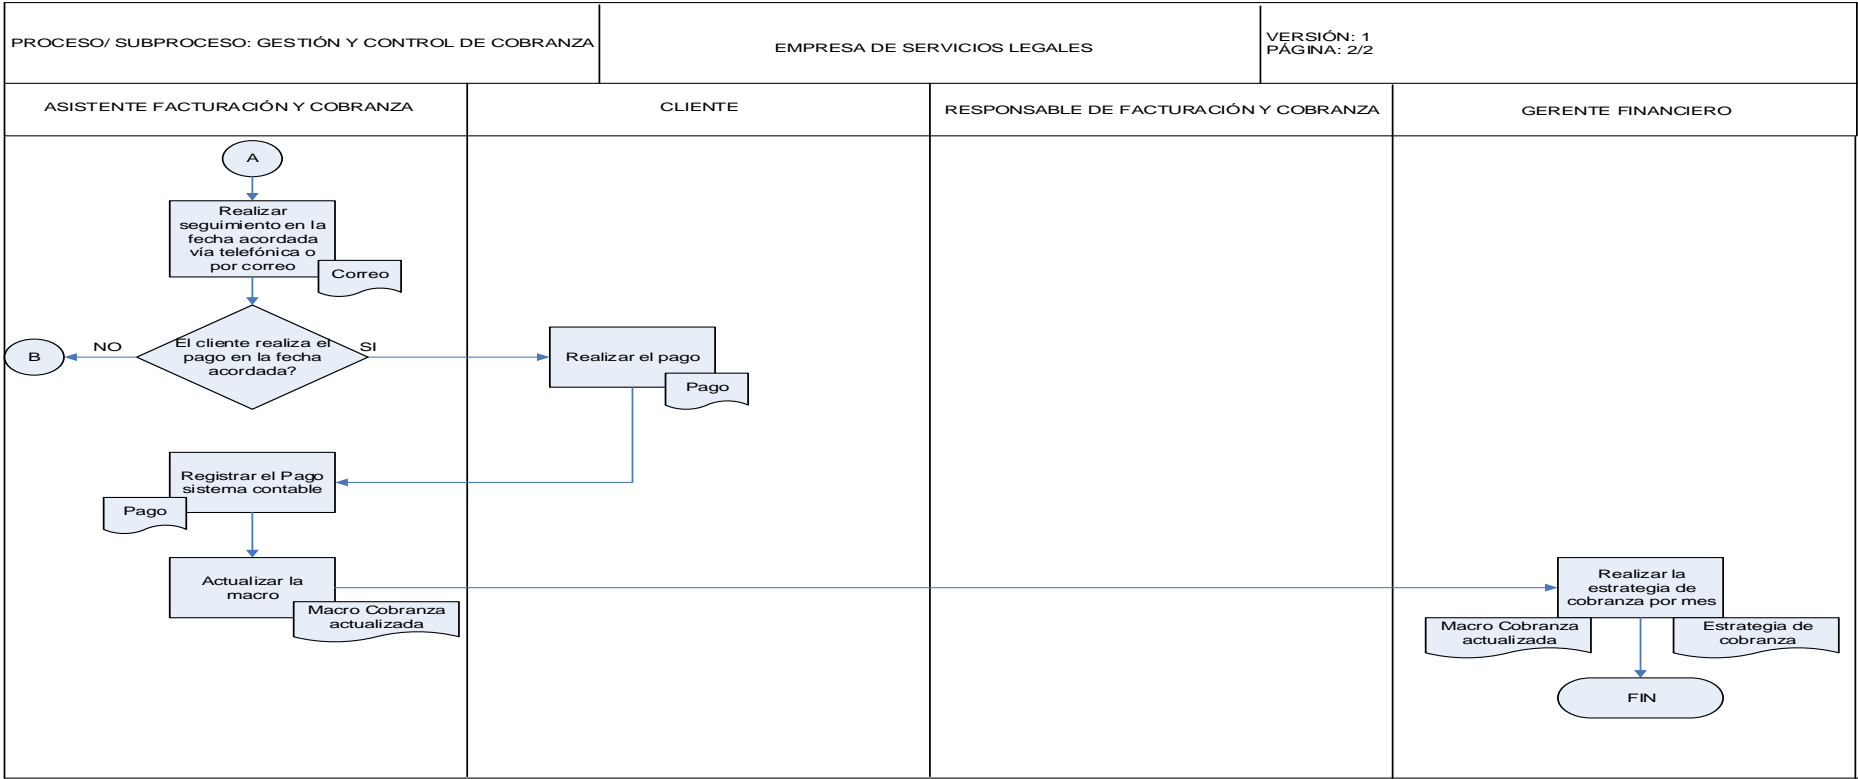 PROCESO/ SUBPROCESO: GESTIÓN Y CONTROL DE COBRANZA
EMPRESA DE SERVICIOS LEGALES
VERSIÓN: 1
PÁGINA: 2/2
ASISTENTE FACTURACIÓN Y COBRANZA
CLIENTE
RESPONSABLE DE FACTURACIÓN Y COBRANZA
GERENTE FINANCIERO
A
Realizar
seguimiento en la
fecha acordada
vía telefónica o
por correo
Correo
El cliente realiza el
pago en la fecha
acordada?
NO
B
SI
Realizar el pago
Pago
Registrar el Pago
sistema contable
Pago
Actualizar la
macro
Macro Cobranza
actualizada
Realizar la
estrategia de
cobranza por mes
Macro Cobranza
actualizada
Estrategia de
cobranza
FIN